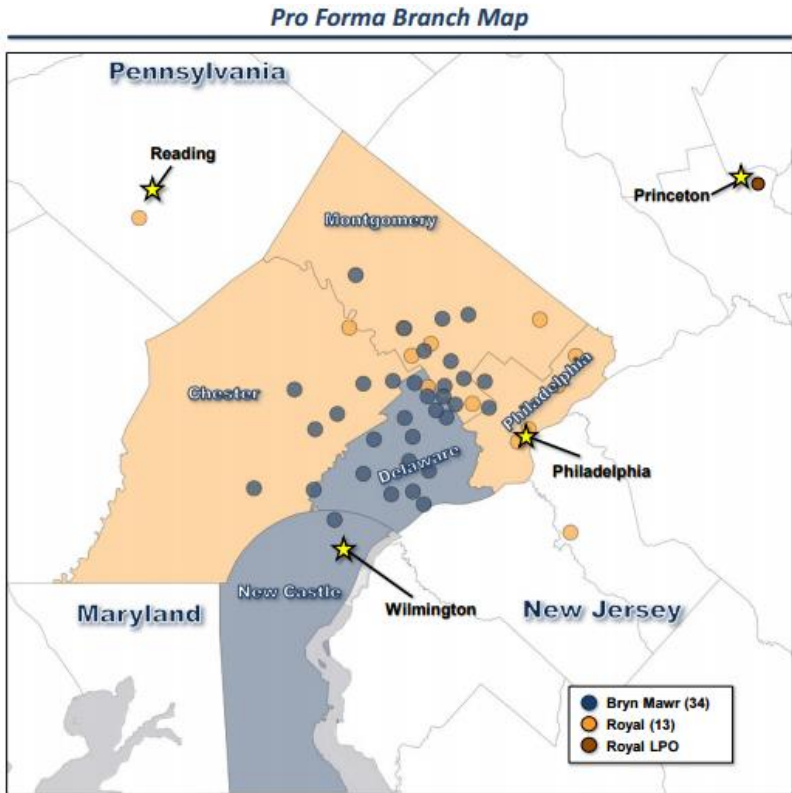 Pro Forma Branch Map
Pennsylvania
Reading
Princeton
Montgomery
Chester
Philadelphia
Delaware
Philadelphia
New Castle
Wilmington
Maryland
New Jersey
Bryn Mawr (34)
Royal (13)
Royal LPO